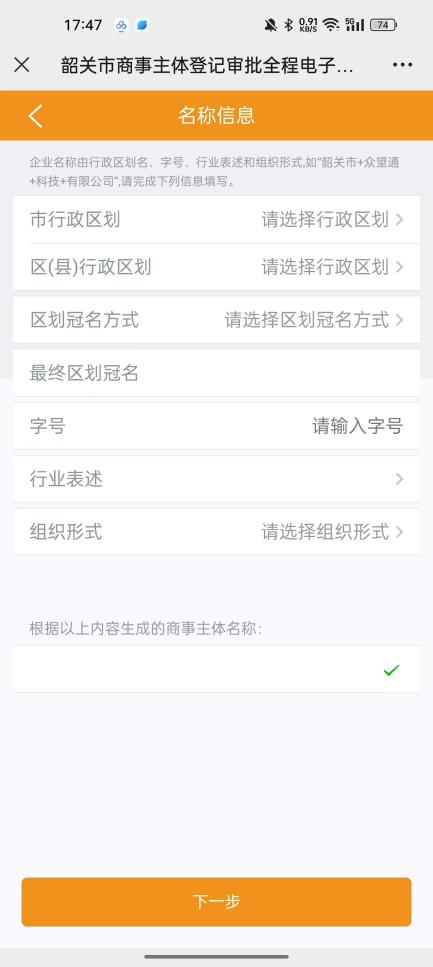 17:47
0.91
KB/S
5G
74
韶关市商事主体登记审批全程电子...
名称信息
企业名称由行政区划名、字号、行业表述和组织形式,如“韶关市+众望通
+科技+有限公司”,请完成下列信息填写。
市行政区划 请选择行政区划
区(县)行政区划 请选择行政区划
区划冠名方式 请选择区划冠名方式
最终区划冠名
字号 请输入字号
行业表述
组织形式 请选择组织形式
根据以上内容生成的商事主体名称:
下一步